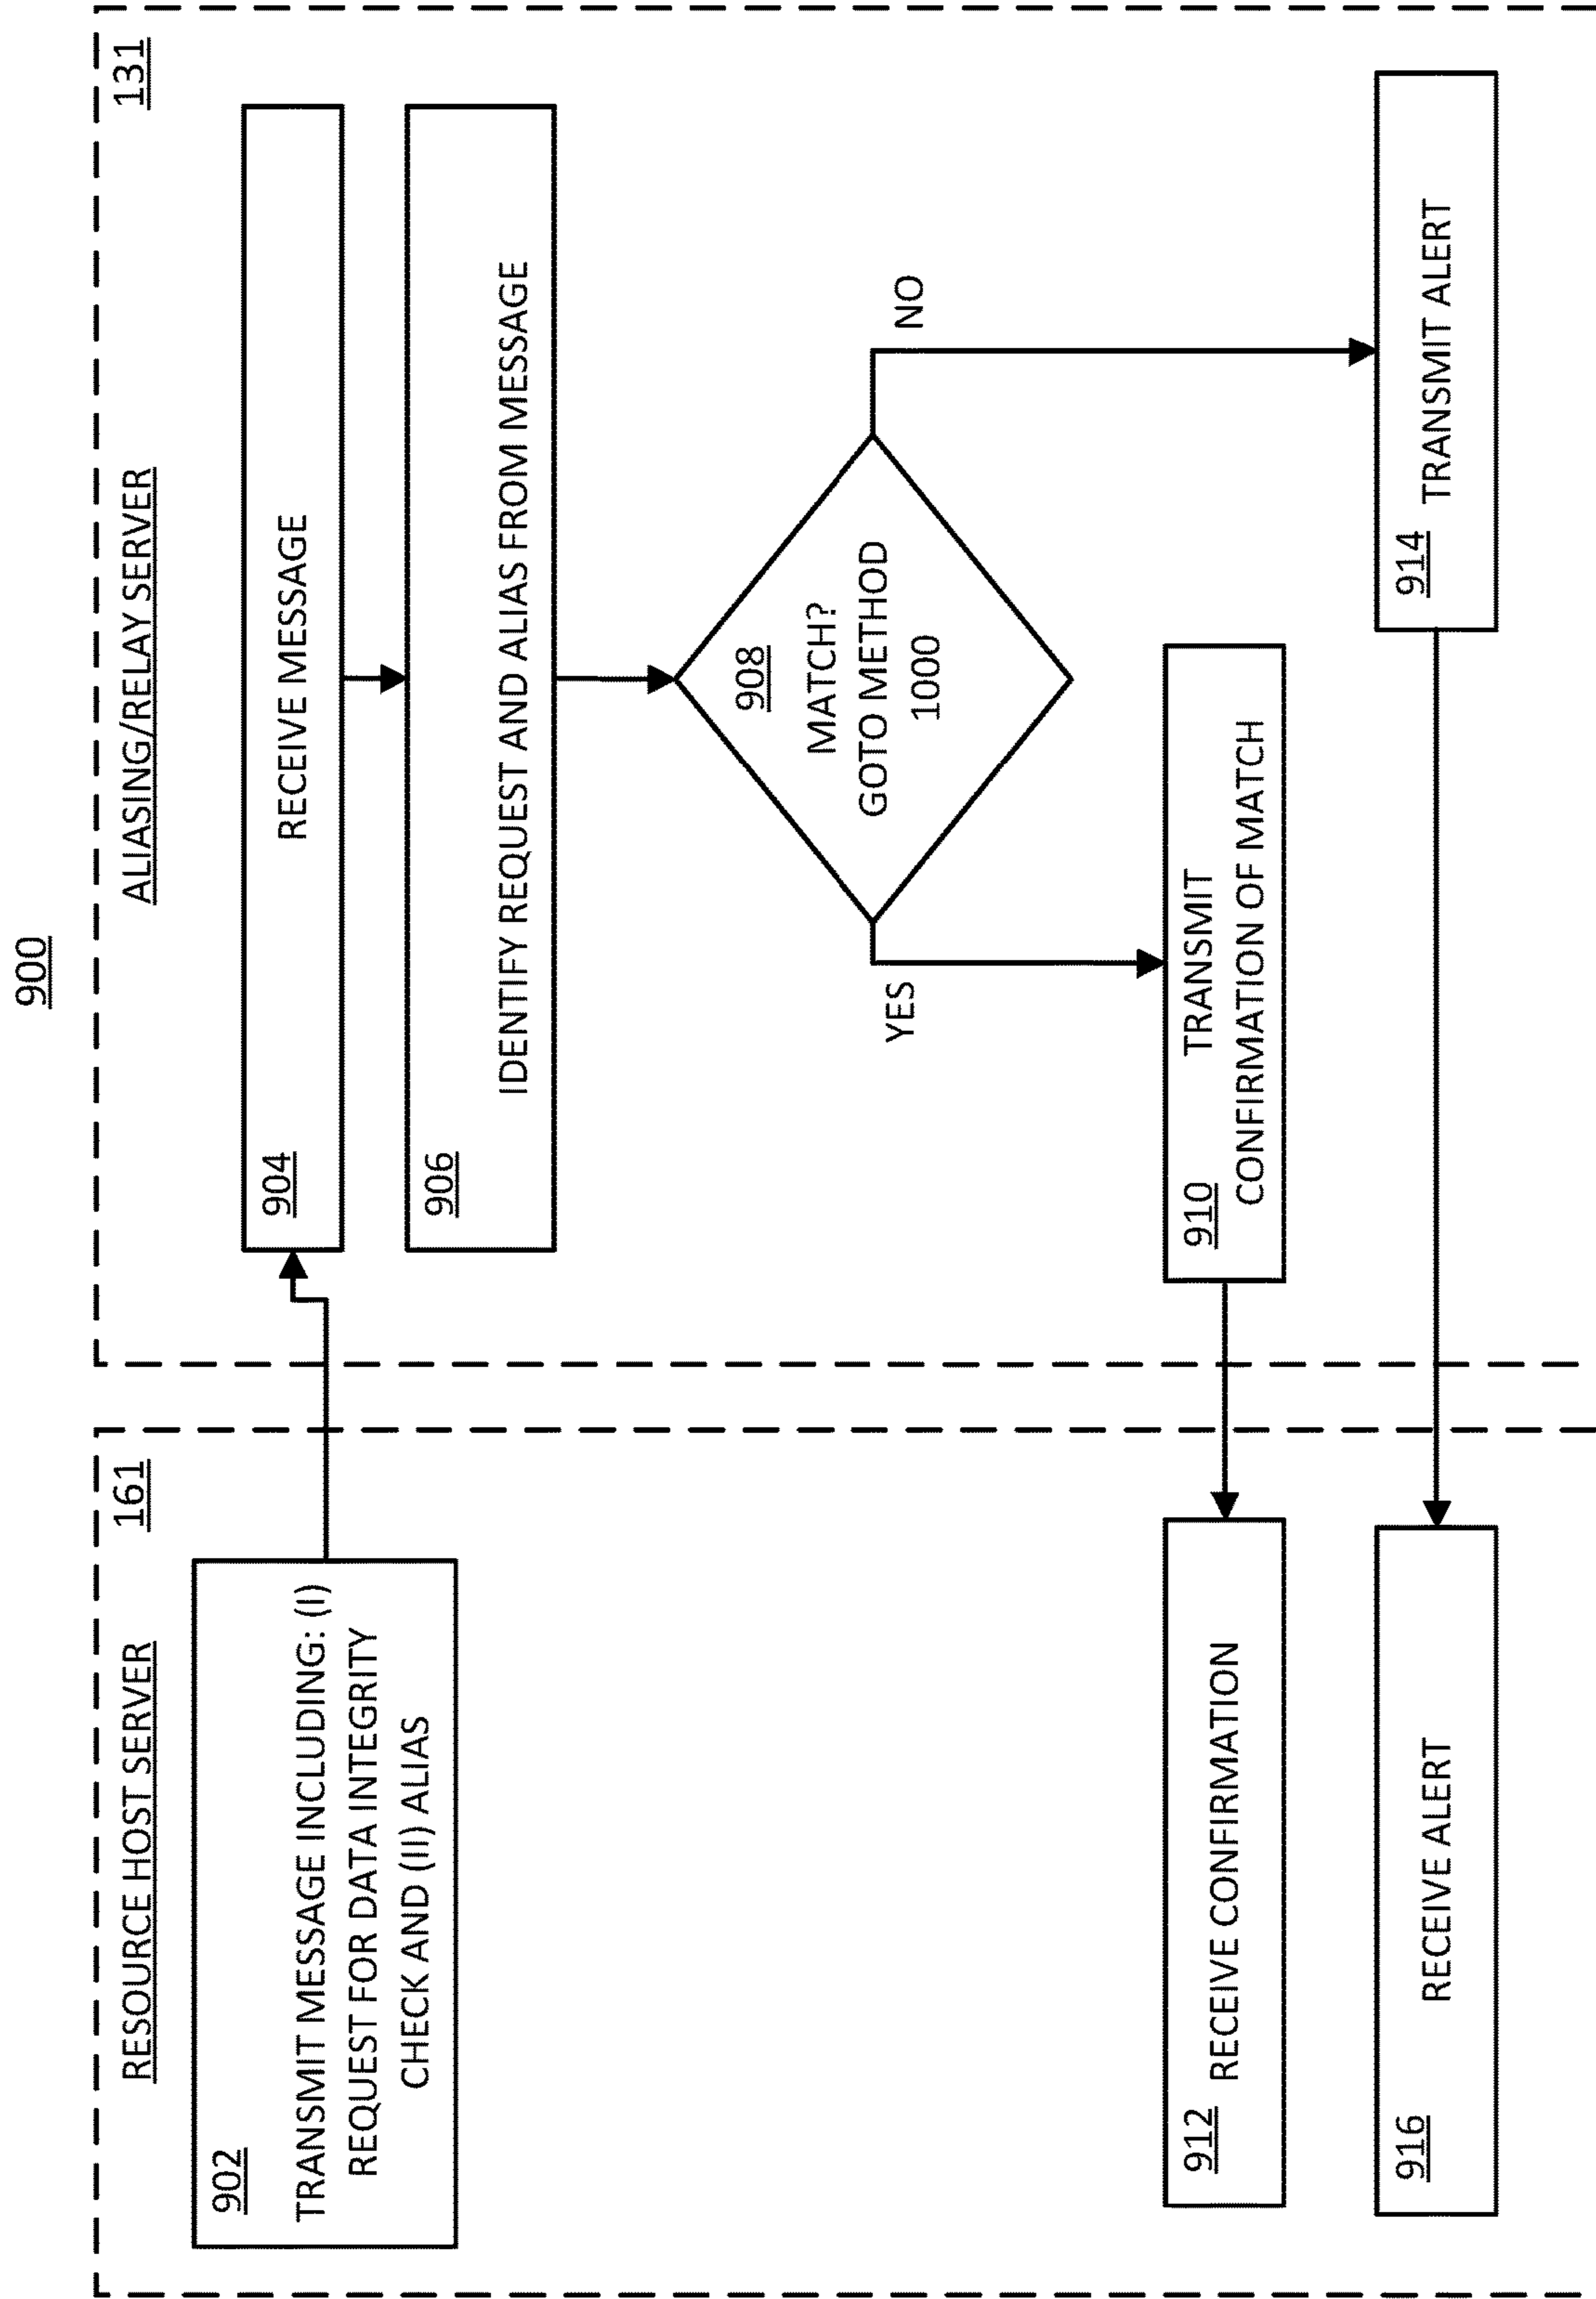 900
RESOURCE HOST SERVER
161
902
TRANSMIT MESSAGE INCLUDING: (I)
REQUEST FOR DATA INTEGRITY
CHECK AND (II) ALIAS
ALIASING/RELAY SERVER
131
904
RECEIVE MESSAGE
906
IDENTIFY REQUEST AND ALIAS FROM MESSAGE
908
MATCH?
GOTO METHOD
1000
YES
NO
910
TRANSMIT
CONFIRMATION OF MATCH
912
RECEIVE CONFIRMATION
914
TRANSMIT ALERT
916
RECEIVE ALERT